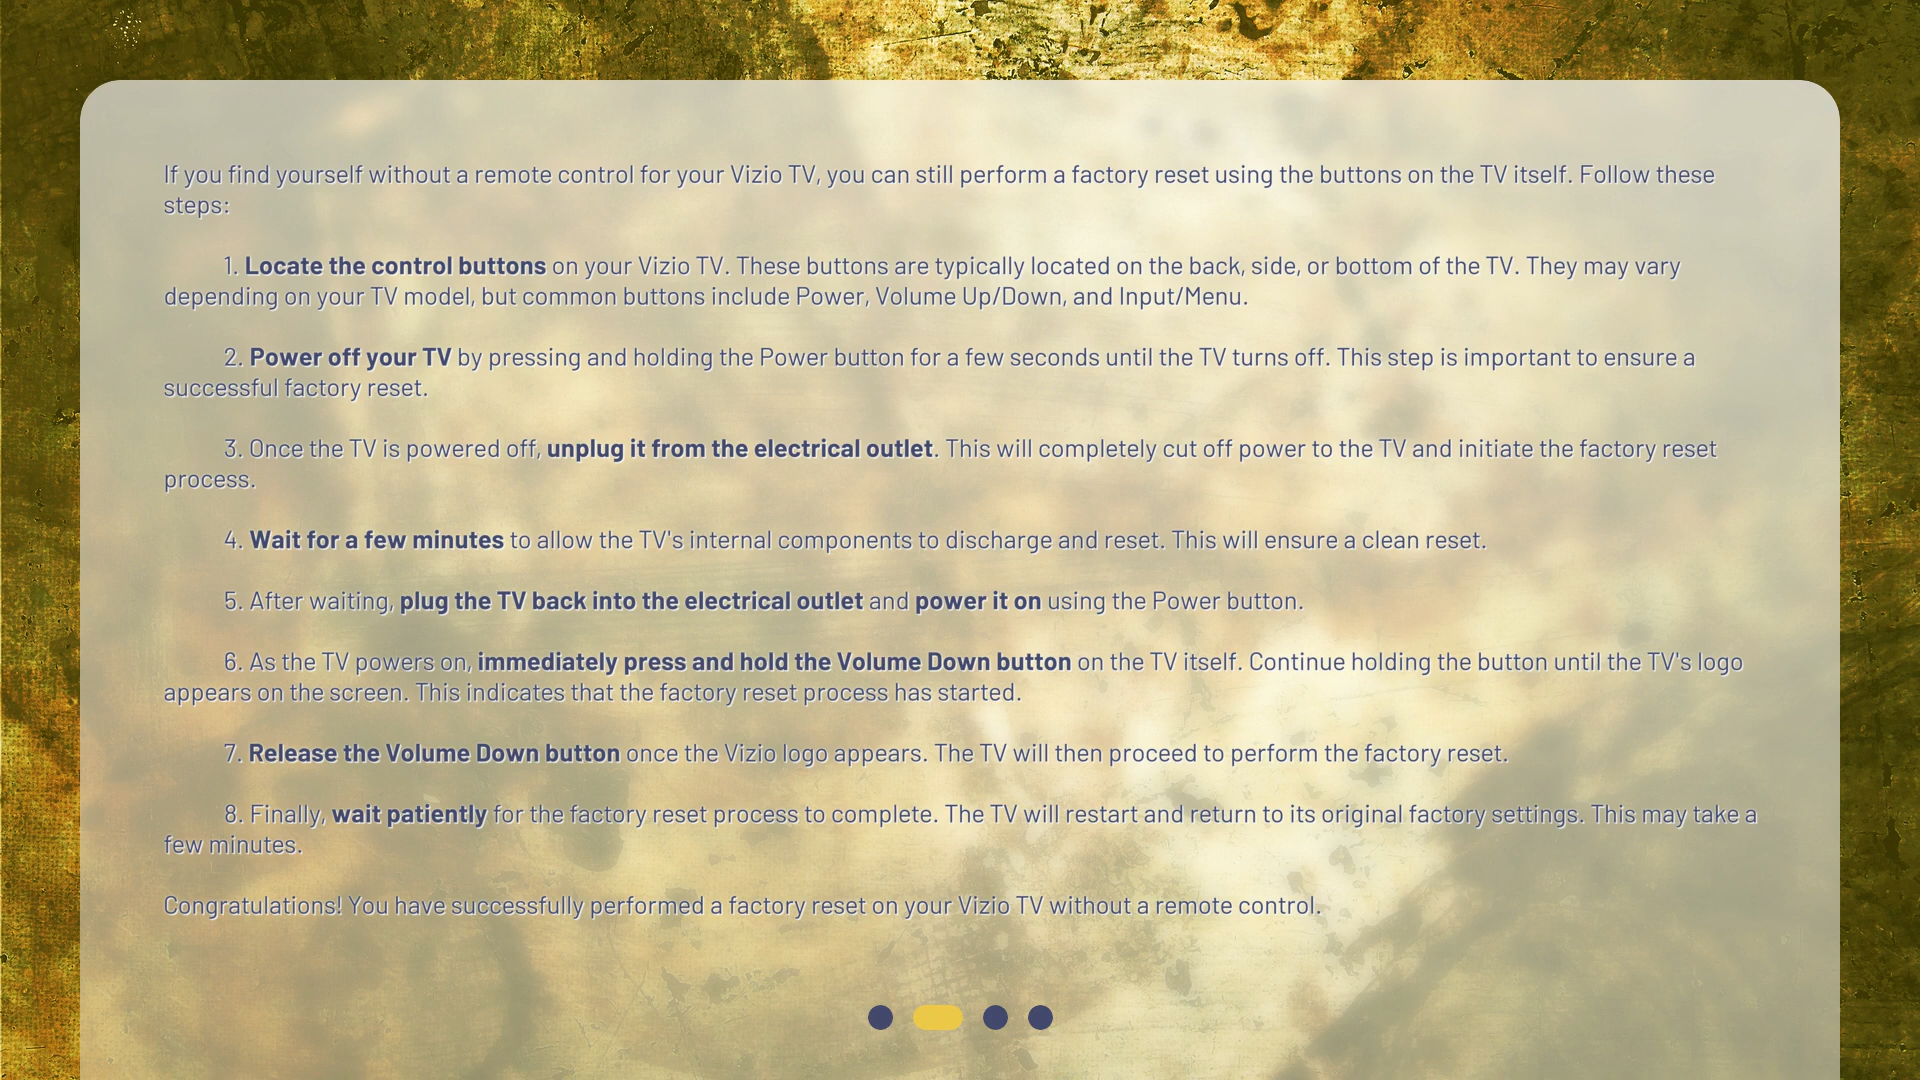 If you find yourself without a remote control for your Vizio TV, you can still perform a factory reset using the buttons on the TV itself. Follow these
steps:
1. Locate the control buttons on your Vizio TV. These buttons are typically located on the back, side, or bottom of the TV. They may vary
depending on your TV model, but common buttons include Power, Volume Up/Down, and Input/Menu.
2. Power off your TV by pressing and holding the Power button for a few seconds until the TV turns off. This step is important to ensure a
successful factory reset.
3. Once the TV is powered off, unplug it from the electrical outlet. This will completely cut off power to the TV and initiate the factory reset
process.
4. Wait for a few minutes to allow the TV's internal components to discharge and reset. This will ensure a clean reset.
5. After waiting, plug the TV back into the electrical outlet and power it on using the Power button.
6. As the TV powers on, immediately press and hold the Volume Down button on the TV itself. Continue holding the button until the TV's logo
appears on the screen. This indicates that the factory reset process has started.
7. Release the Volume Down button once the Vizio logo appears. The TV will then proceed to perform the factory reset.
8. Finally, wait patiently for the factory reset process to complete. The TV will restart and return to its original factory settings. This may take a
few minutes.
Congratulations! You have successfully performed a factory reset on your Vizio TV without a remote control.